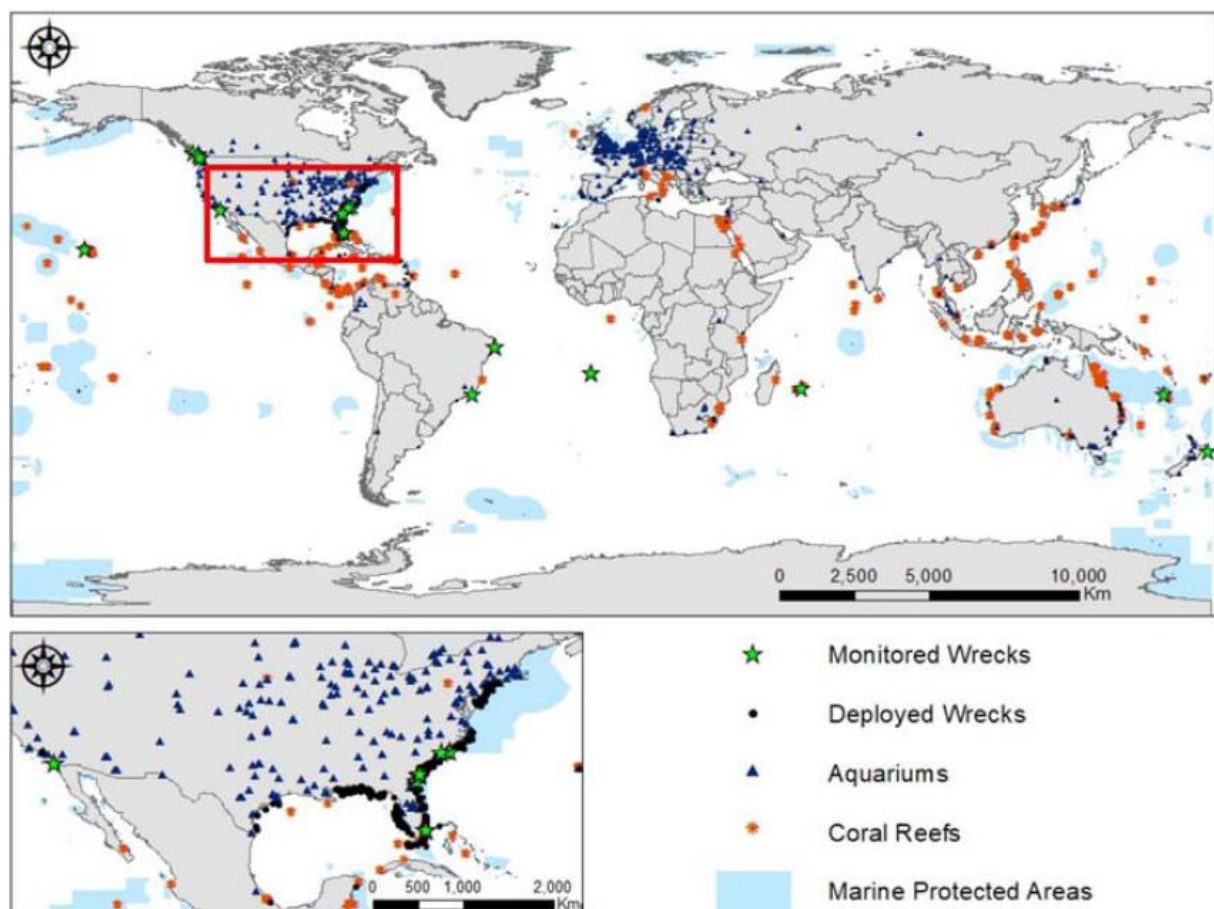 0 2,500 5,000 10,000
Km
0 500 1,000 2,000
Km
Monitored Wrecks
Deployed Wrecks
Aquariums
Coral Reefs
Marine Protected Areas